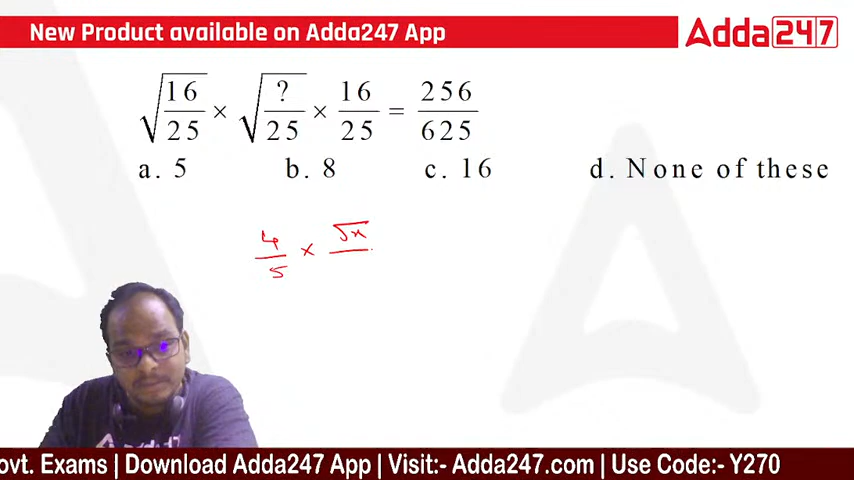 New Product available on Adda247 App
Adda247
√(16/25) × √(?/25) × 16/25 = 256/625
a. 5 b. 8 c. 16 d. None of these
4/5 × √x
ovt. Exams | Download Adda247 App | Visit:- Adda247.com | Use Code:- Y270